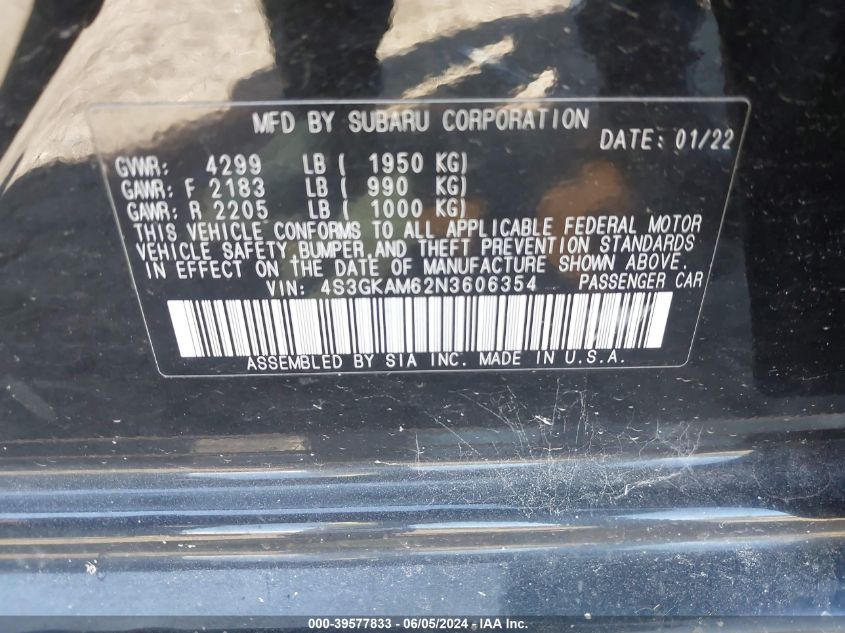 MFD BY SUBARU CORPORATION
DATE: 01/22
GVWR: 4299 LB ( 1950 KG)
GAWR: F 2183 LB ( 990 KG)
GAWR: R 2205 LB ( 1000 KG)
THIS VEHICLE CONFORMS TO ALL APPLICABLE FEDERAL MOTOR
VEHICLE SAFETY,BUMPER,AND THEFT PREVENTION STANDARDS
IN EFFECT ON THE DATE OF MANUFACTURE SHOWN ABOVE.
VIN: 4S3GKAM62N3606354 PASSENGER CAR
ASSEMBLED BY SIA INC. MADE IN U.S.A.
000-39577833 - 06/05/2024 - IAA Inc.